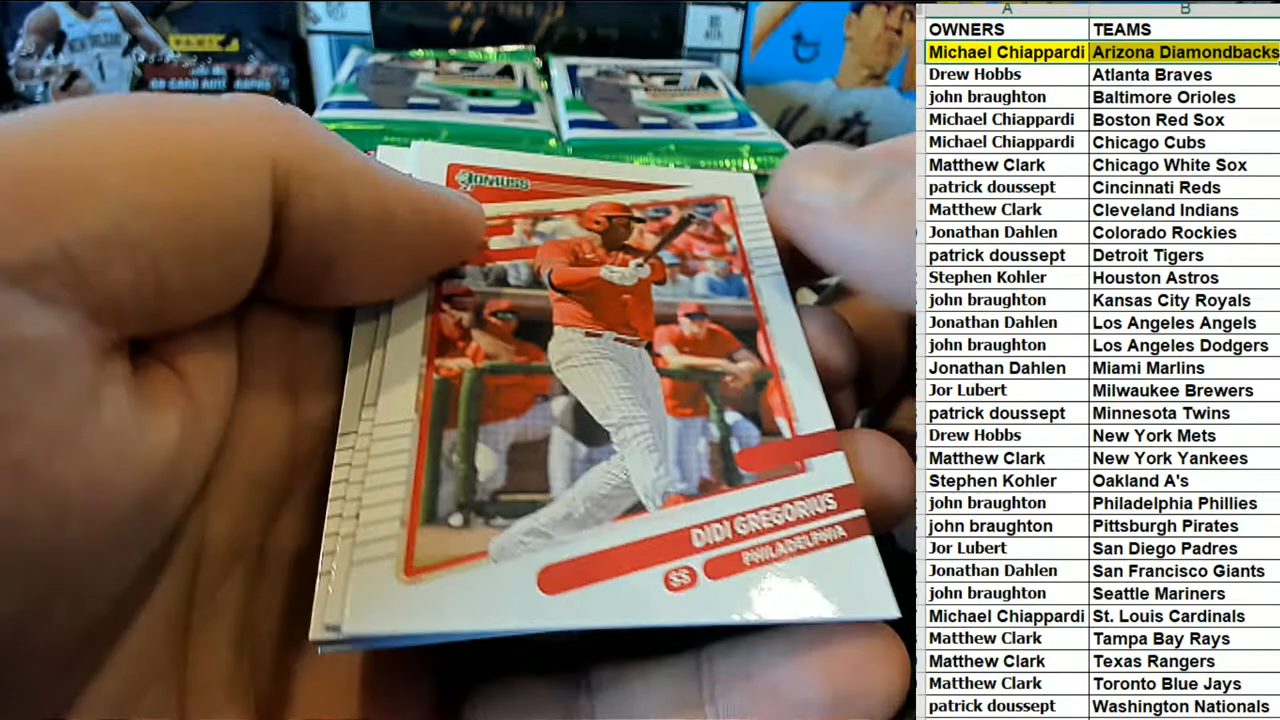 NEW ORLEANS
1
PANINI
DONRUSS
DIDI GREGORIUS
SS PHILADELPHIA
A B
OWNERS TEAMS
Michael Chiappardi Arizona Diamondbacks
Drew Hobbs Atlanta Braves
john braughton Baltimore Orioles
Michael Chiappardi Boston Red Sox
Michael Chiappardi Chicago Cubs
Matthew Clark Chicago White Sox
patrick doussept Cincinnati Reds
Matthew Clark Cleveland Indians
Jonathan Dahlen Colorado Rockies
patrick doussept Detroit Tigers
Stephen Kohler Houston Astros
john braughton Kansas City Royals
Jonathan Dahlen Los Angeles Angels
john braughton Los Angeles Dodgers
Jonathan Dahlen Miami Marlins
Jor Lubert Milwaukee Brewers
patrick doussept Minnesota Twins
Drew Hobbs New York Mets
Matthew Clark New York Yankees
Stephen Kohler Oakland A's
john braughton Philadelphia Phillies
john braughton Pittsburgh Pirates
Jor Lubert San Diego Padres
Jonathan Dahlen San Francisco Giants
john braughton Seattle Mariners
Michael Chiappardi St. Louis Cardinals
Matthew Clark Tampa Bay Rays
Matthew Clark Texas Rangers
Matthew Clark Toronto Blue Jays
patrick doussept Washington Nationals